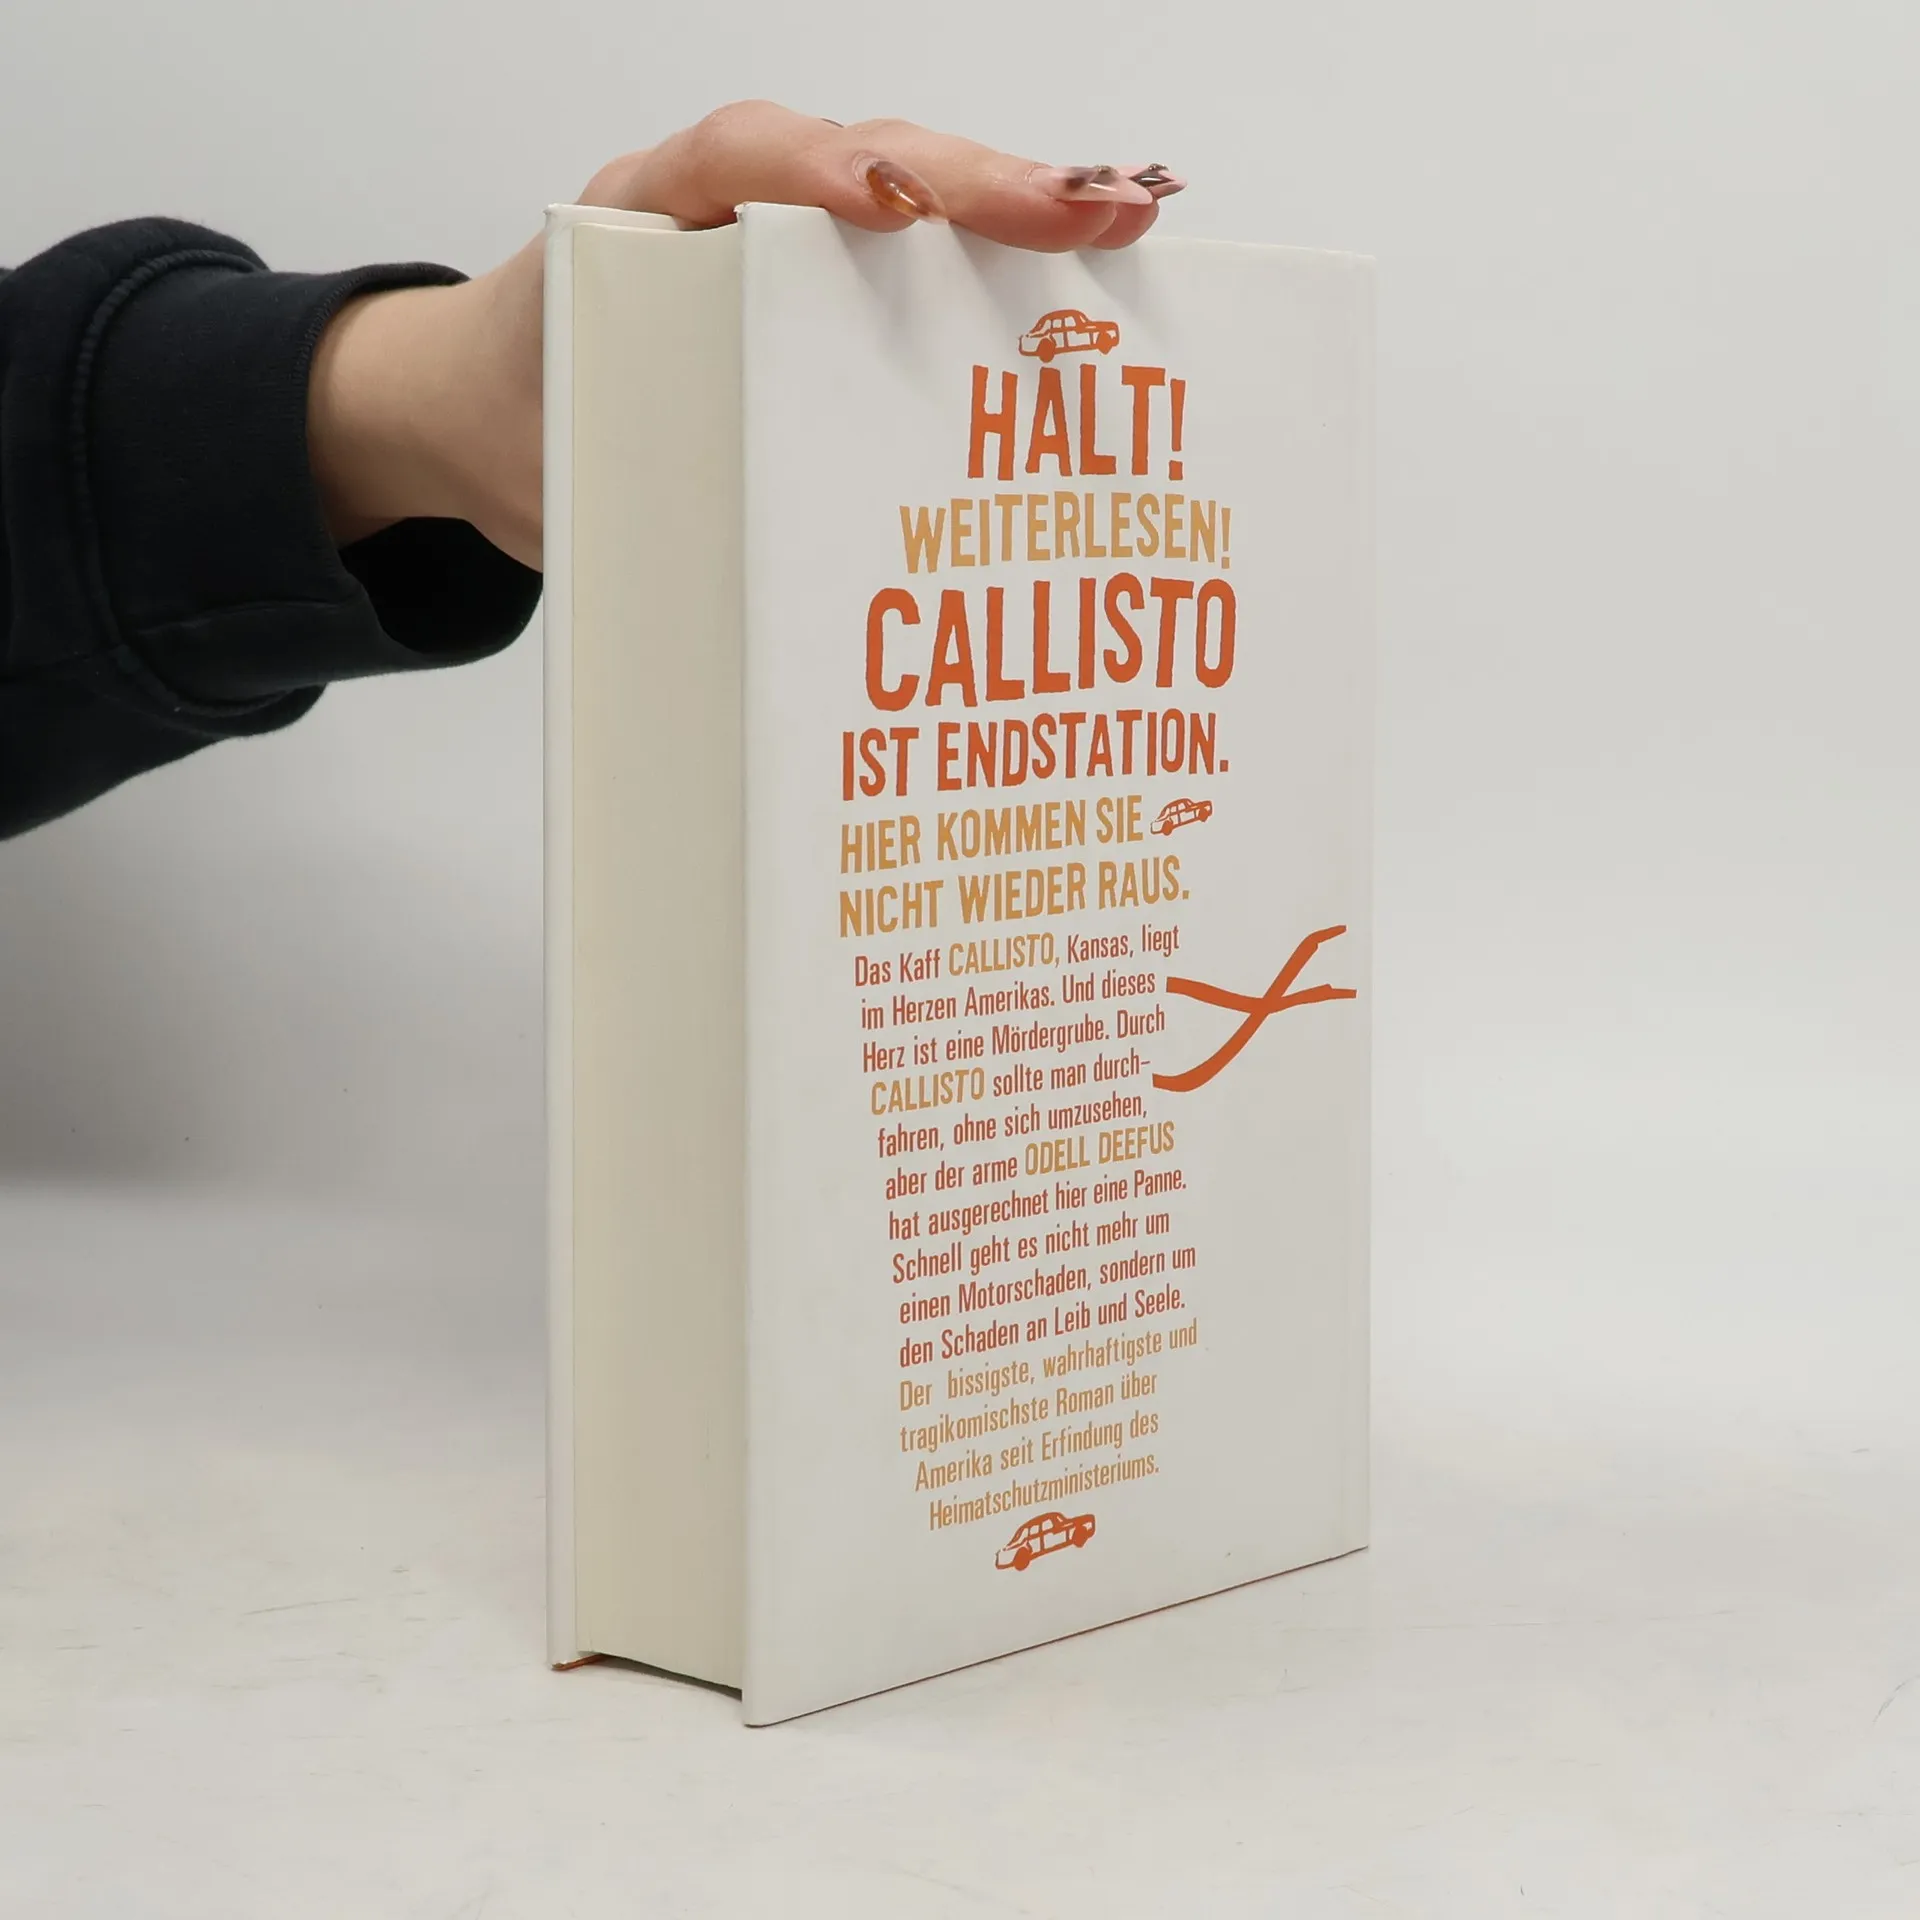 HALT!
WEITERLESEN!
CALLISTO
IST ENDSTATION.
HIER KOMMEN SIE
NICHT WIEDER RAUS.
Das Kaff CALLISTO, Kansas, liegt
im Herzen Amerikas. Und dieses
Herz ist eine Mördergrube. Durch
CALLISTO sollte man durch-
fahren, ohne sich umzusehen,
aber der arme ODELL DEEFUS
hat ausgerechnet hier eine Panne.
Schnell geht es nicht mehr um
einen Motorschaden, sondern um
den Schaden an Leib und Seele.
Der bissigste, wahrhaftigste und
tragikomischste Roman über
Amerika seit Erfindung des
Heimatschutzministeriums.